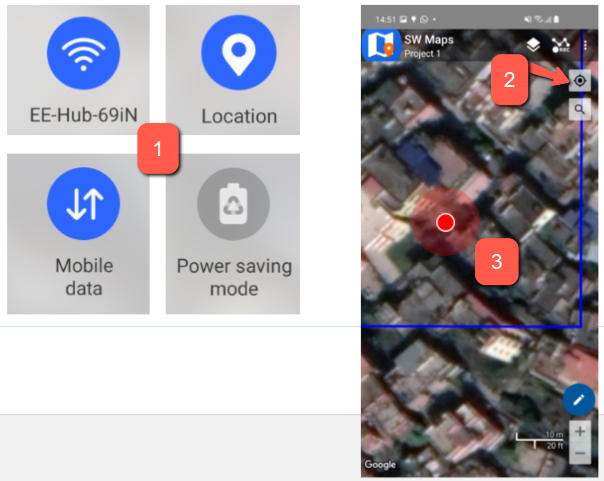 EE-Hub-69iN
Location
1
Mobile
data
Power saving
mode
14:51
SW Maps
Project 1
REC
2
3
10 m
20 ft
Google